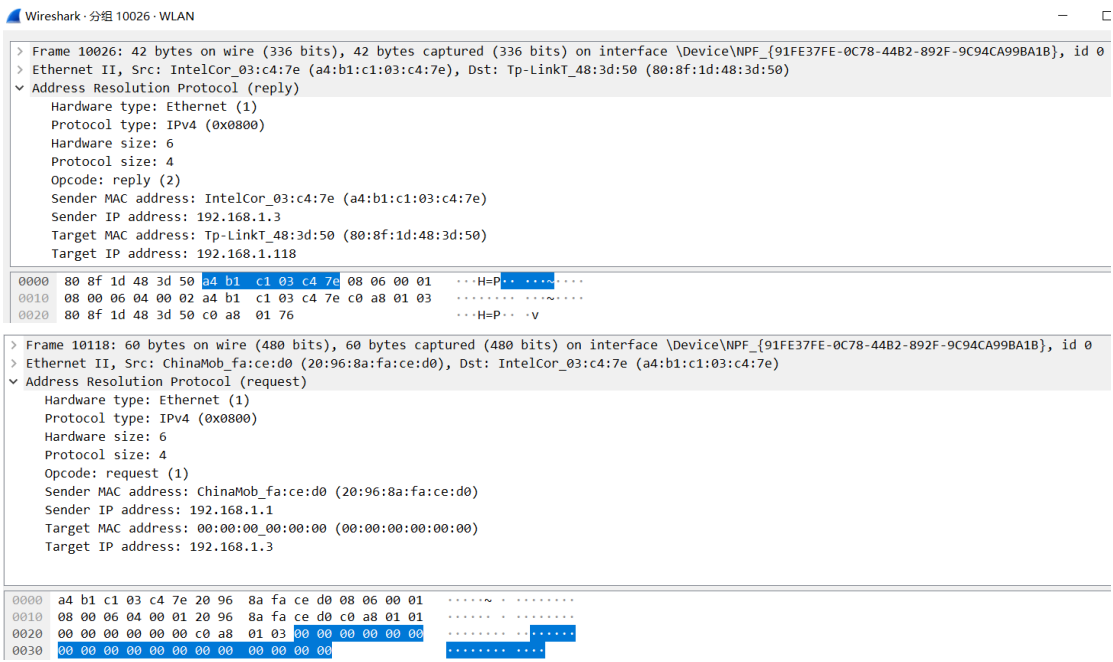 Wireshark · 分组 10026 · WLAN
Frame 10026: 42 bytes on wire (336 bits), 42 bytes captured (336 bits) on interface \Device\NPF_{91FE37FE-0C78-44B2-892F-9C94CA99BA1B}, id 0
Ethernet II, Src: IntelCor_03:c4:7e (a4:b1:c1:03:c4:7e), Dst: Tp-LinkT_48:3d:50 (80:8f:1d:48:3d:50)
Address Resolution Protocol (reply)
Hardware type: Ethernet (1)
Protocol type: IPv4 (0x0800)
Hardware size: 6
Protocol size: 4
Opcode: reply (2)
Sender MAC address: IntelCor_03:c4:7e (a4:b1:c1:03:c4:7e)
Sender IP address: 192.168.1.3
Target MAC address: Tp-LinkT_48:3d:50 (80:8f:1d:48:3d:50)
Target IP address: 192.168.1.118
0000 80 8f 1d 48 3d 50 a4 b1 c1 03 c4 7e 08 06 00 01 ···H=P·· ···~····
0010 08 00 06 04 00 02 a4 b1 c1 03 c4 7e c0 a8 01 03 ········ ···~····
0020 80 8f 1d 48 3d 50 c0 a8 01 76 ···H=P·· ·v
Frame 10118: 60 bytes on wire (480 bits), 60 bytes captured (480 bits) on interface \Device\NPF_{91FE37FE-0C78-44B2-892F-9C94CA99BA1B}, id 0
Ethernet II, Src: ChinaMob_fa:ce:d0 (20:96:8a:fa:ce:d0), Dst: IntelCor_03:c4:7e (a4:b1:c1:03:c4:7e)
Address Resolution Protocol (request)
Hardware type: Ethernet (1)
Protocol type: IPv4 (0x0800)
Hardware size: 6
Protocol size: 4
Opcode: request (1)
Sender MAC address: ChinaMob_fa:ce:d0 (20:96:8a:fa:ce:d0)
Sender IP address: 192.168.1.1
Target MAC address: 00:00:00_00:00:00 (00:00:00:00:00:00)
Target IP address: 192.168.1.3
0000 a4 b1 c1 03 c4 7e 20 96 8a fa ce d0 08 06 00 01 ·····~ · ········
0010 08 00 06 04 00 01 20 96 8a fa ce d0 c0 a8 01 01 ······ · ········
0020 00 00 00 00 00 00 c0 a8 01 03 00 00 00 00 00 00 ········ ········
0030 00 00 00 00 00 00 00 00 00 00 00 00 ········ ····